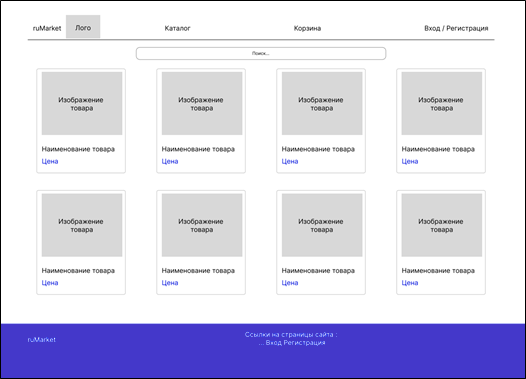 ruMarket Лого Каталог Корзина Вход / Регистрация
Поиск...
Изображение товара Изображение товара Изображение товара Изображение товара
Наименование товара Наименование товара Наименование товара Наименование товара
Цена Цена Цена Цена
Изображение товара Изображение товара Изображение товара Изображение товара
Наименование товара Наименование товара Наименование товара Наименование товара
Цена Цена Цена Цена
Ссылки на страницы сайта :
ruMarket ... Вход Регистрация